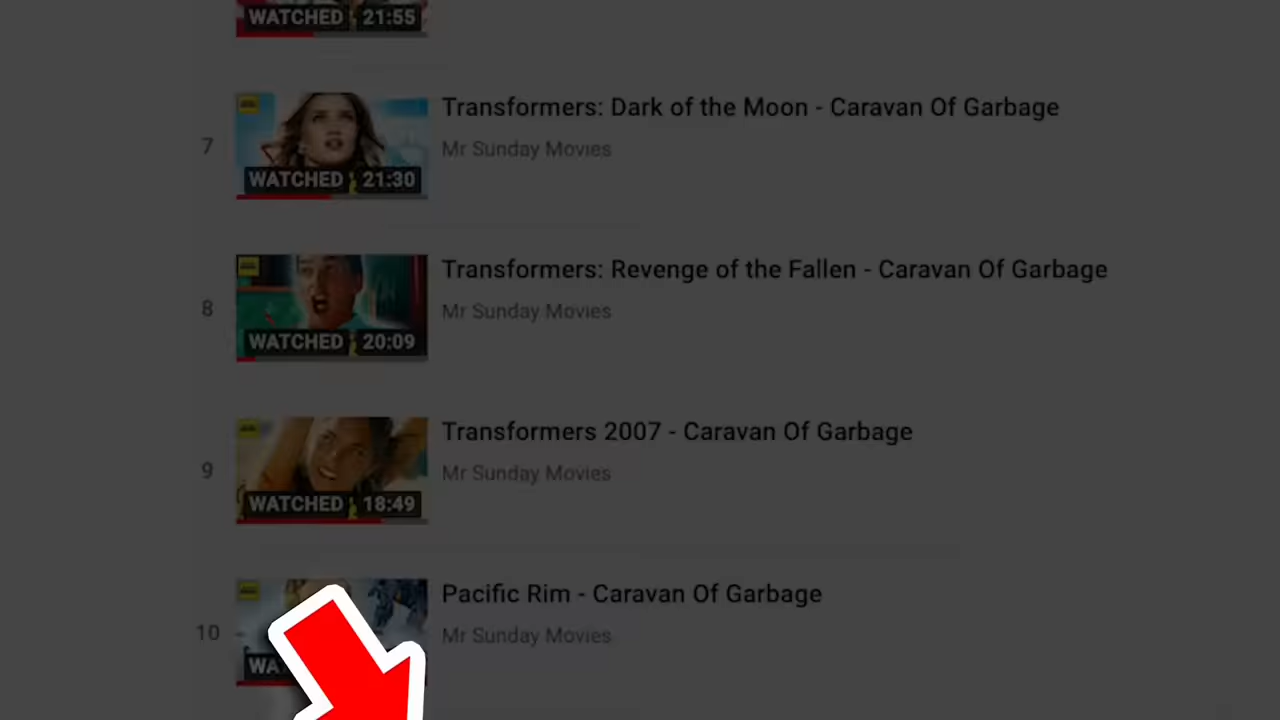 WATCHED 21:55
7
WATCHED 21:30
Transformers: Dark of the Moon - Caravan Of Garbage
Mr Sunday Movies
8
WATCHED 20:09
Transformers: Revenge of the Fallen - Caravan Of Garbage
Mr Sunday Movies
9
WATCHED 18:49
Transformers 2007 - Caravan Of Garbage
Mr Sunday Movies
10
WA
Pacific Rim - Caravan Of Garbage
Mr Sunday Movies